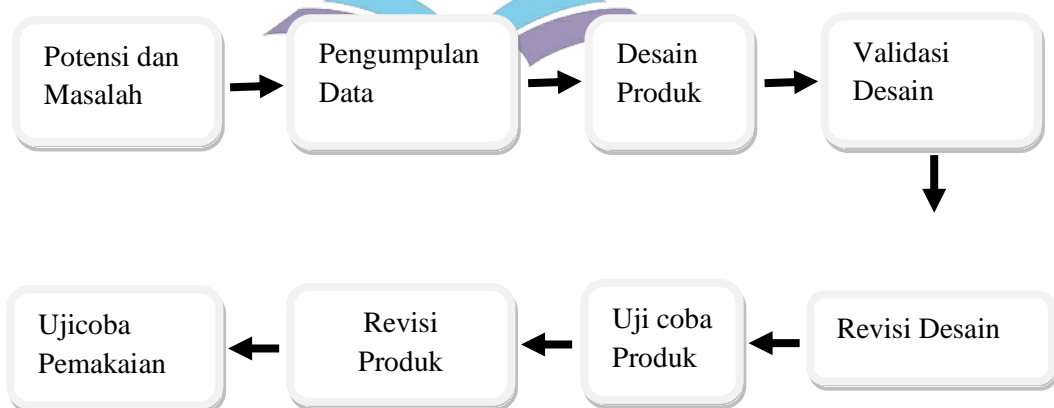 Potensi dan
Masalah
Pengumpulan
Data
Desain
Produk
Validasi
Desain
Revisi Desain
Uji coba
Produk
Revisi
Produk
Ujicoba
Pemakaian